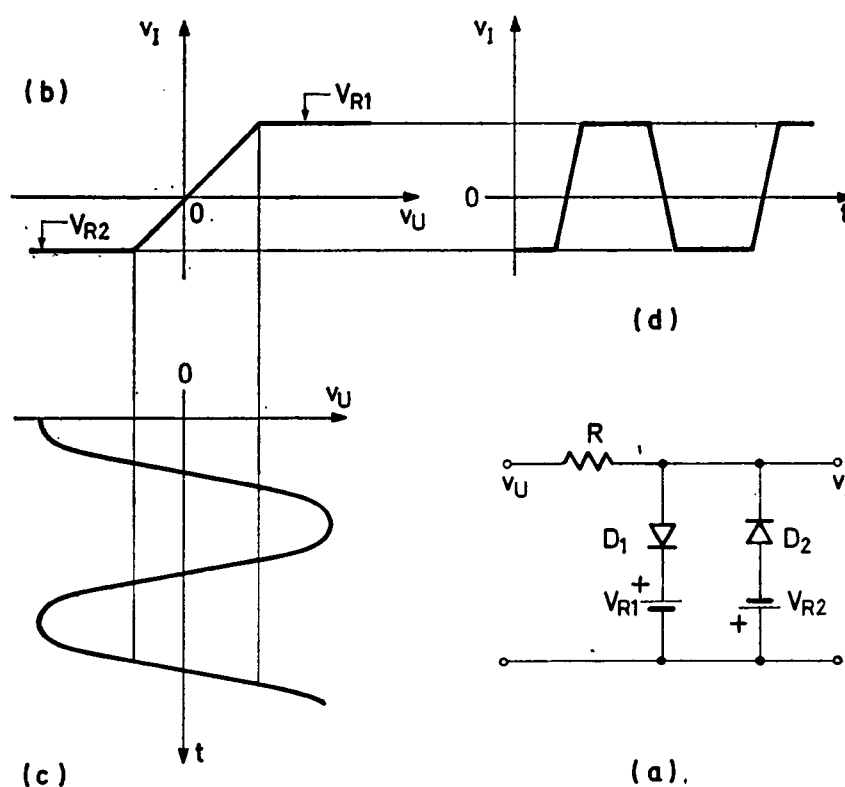 v_I
(b)
V_R1
0
v_U
V_R2
v_I
0
t
(d)
0
v_U
t
(c)
R
v_U
v
D_1
D_2
+
V_R1
V_R2
+
(a).